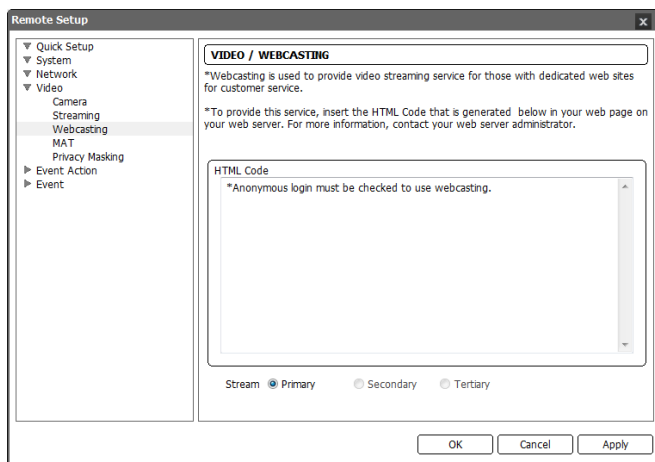 Remote Setup
x
Quick Setup
System
Network
Video
Camera
Streaming
Webcasting
MAT
Privacy Masking
Event Action
Event
VIDEO / WEBCASTING
*Webcasting is used to provide video streaming service for those with dedicated web sites
for customer service.
*To provide this service, insert the HTML Code that is generated below in your web page on
your web server. For more information, contact your web server administrator.
HTML Code
*Anonymous login must be checked to use webcasting.
Stream Primary Secondary Tertiary
OK Cancel Apply